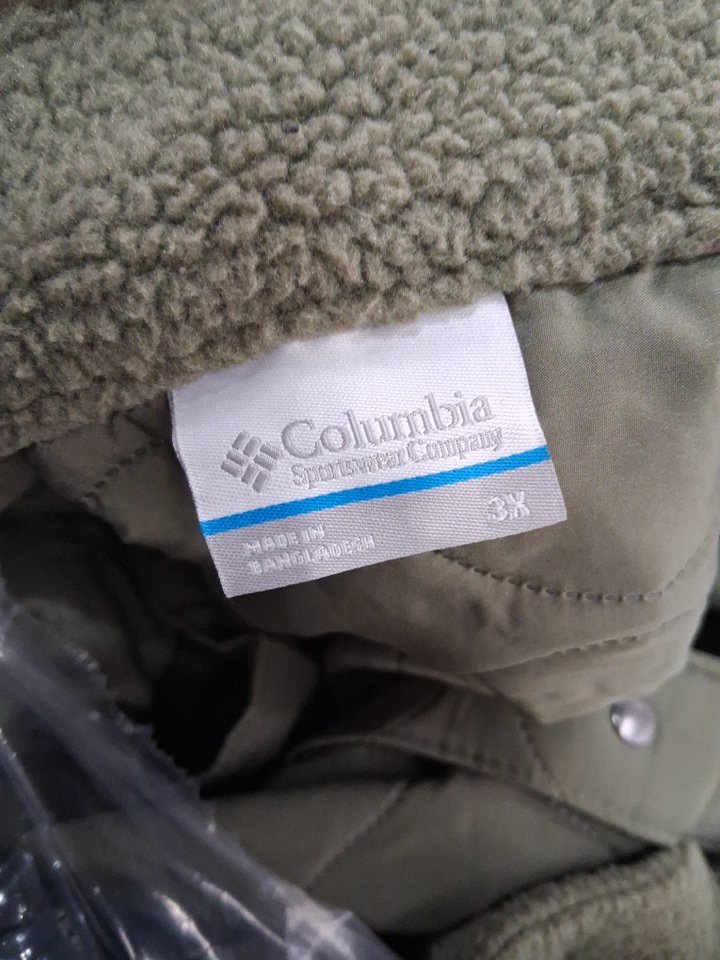 Columbia
Sportswear Company
3X
MADE IN
BANGLADESH